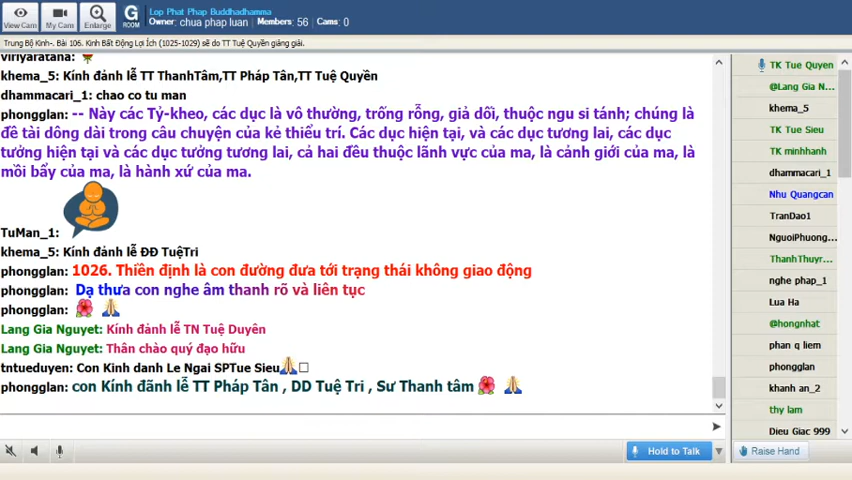 View Cam
My Cam
Enlarge
G
ROOM
Lop Phat Phap Buddhadhamma
Owner: chua phap luan Members: 56 Cams: 0
Trung Bộ Kinh-. Bài 106. Kinh Bất Động Lợi Ích (1025-1029) sẽ do TT Tuệ Quyền giảng giải.
viriyaratana:
khema_5: Kính đảnh lễ TT ThanhTâm,TT Pháp Tân,TT Tuệ Quyền
dhammacari_1: chao co tu man
phongglan: -- Này các Tỷ-kheo, các dục là vô thường, trống rỗng, giả dối, thuộc ngu si tánh; chúng là
đề tài dông dài trong câu chuyện của kẻ thiểu trí. Các dục hiện tại, và các dục tương lai, các dục
tưởng hiện tại và các dục tưởng tương lai, cả hai đều thuộc lãnh vực của ma, là cảnh giới của ma, là
mồi bẩy của ma, là hành xứ của ma.
TuMan_1:
khema_5: Kính đảnh lễ ĐĐ TuệTri
phongglan: 1026. Thiền định là con đường đưa tới trạng thái không giao động
phongglan: Dạ thưa con nghe âm thanh rõ và liên tục
phongglan:
Lang Gia Nguyet: Kính đảnh lễ TN Tuệ Duyên
Lang Gia Nguyet: Thân chào quý đạo hữu
tntueduyen: Con Kinh danh Le Ngai SPTue Sieu
phongglan: con Kính đãnh lễ TT Pháp Tân , DD Tuệ Tri , Sư Thanh tâm
Hold to Talk
TK Tue Quyen
@Lang Gia N...
khema_5
TK Tue Sieu
TK minhhanh
dhammacari_1
Nhu Quangcan
TranDao1
NguoiPhuong...
ThanhThuyr...
nghe phap_1
Lua Ha
@hongnhat
phan q liem
phongglan
khanh an_2
thy lam
Dieu Giac 999
Raise Hand